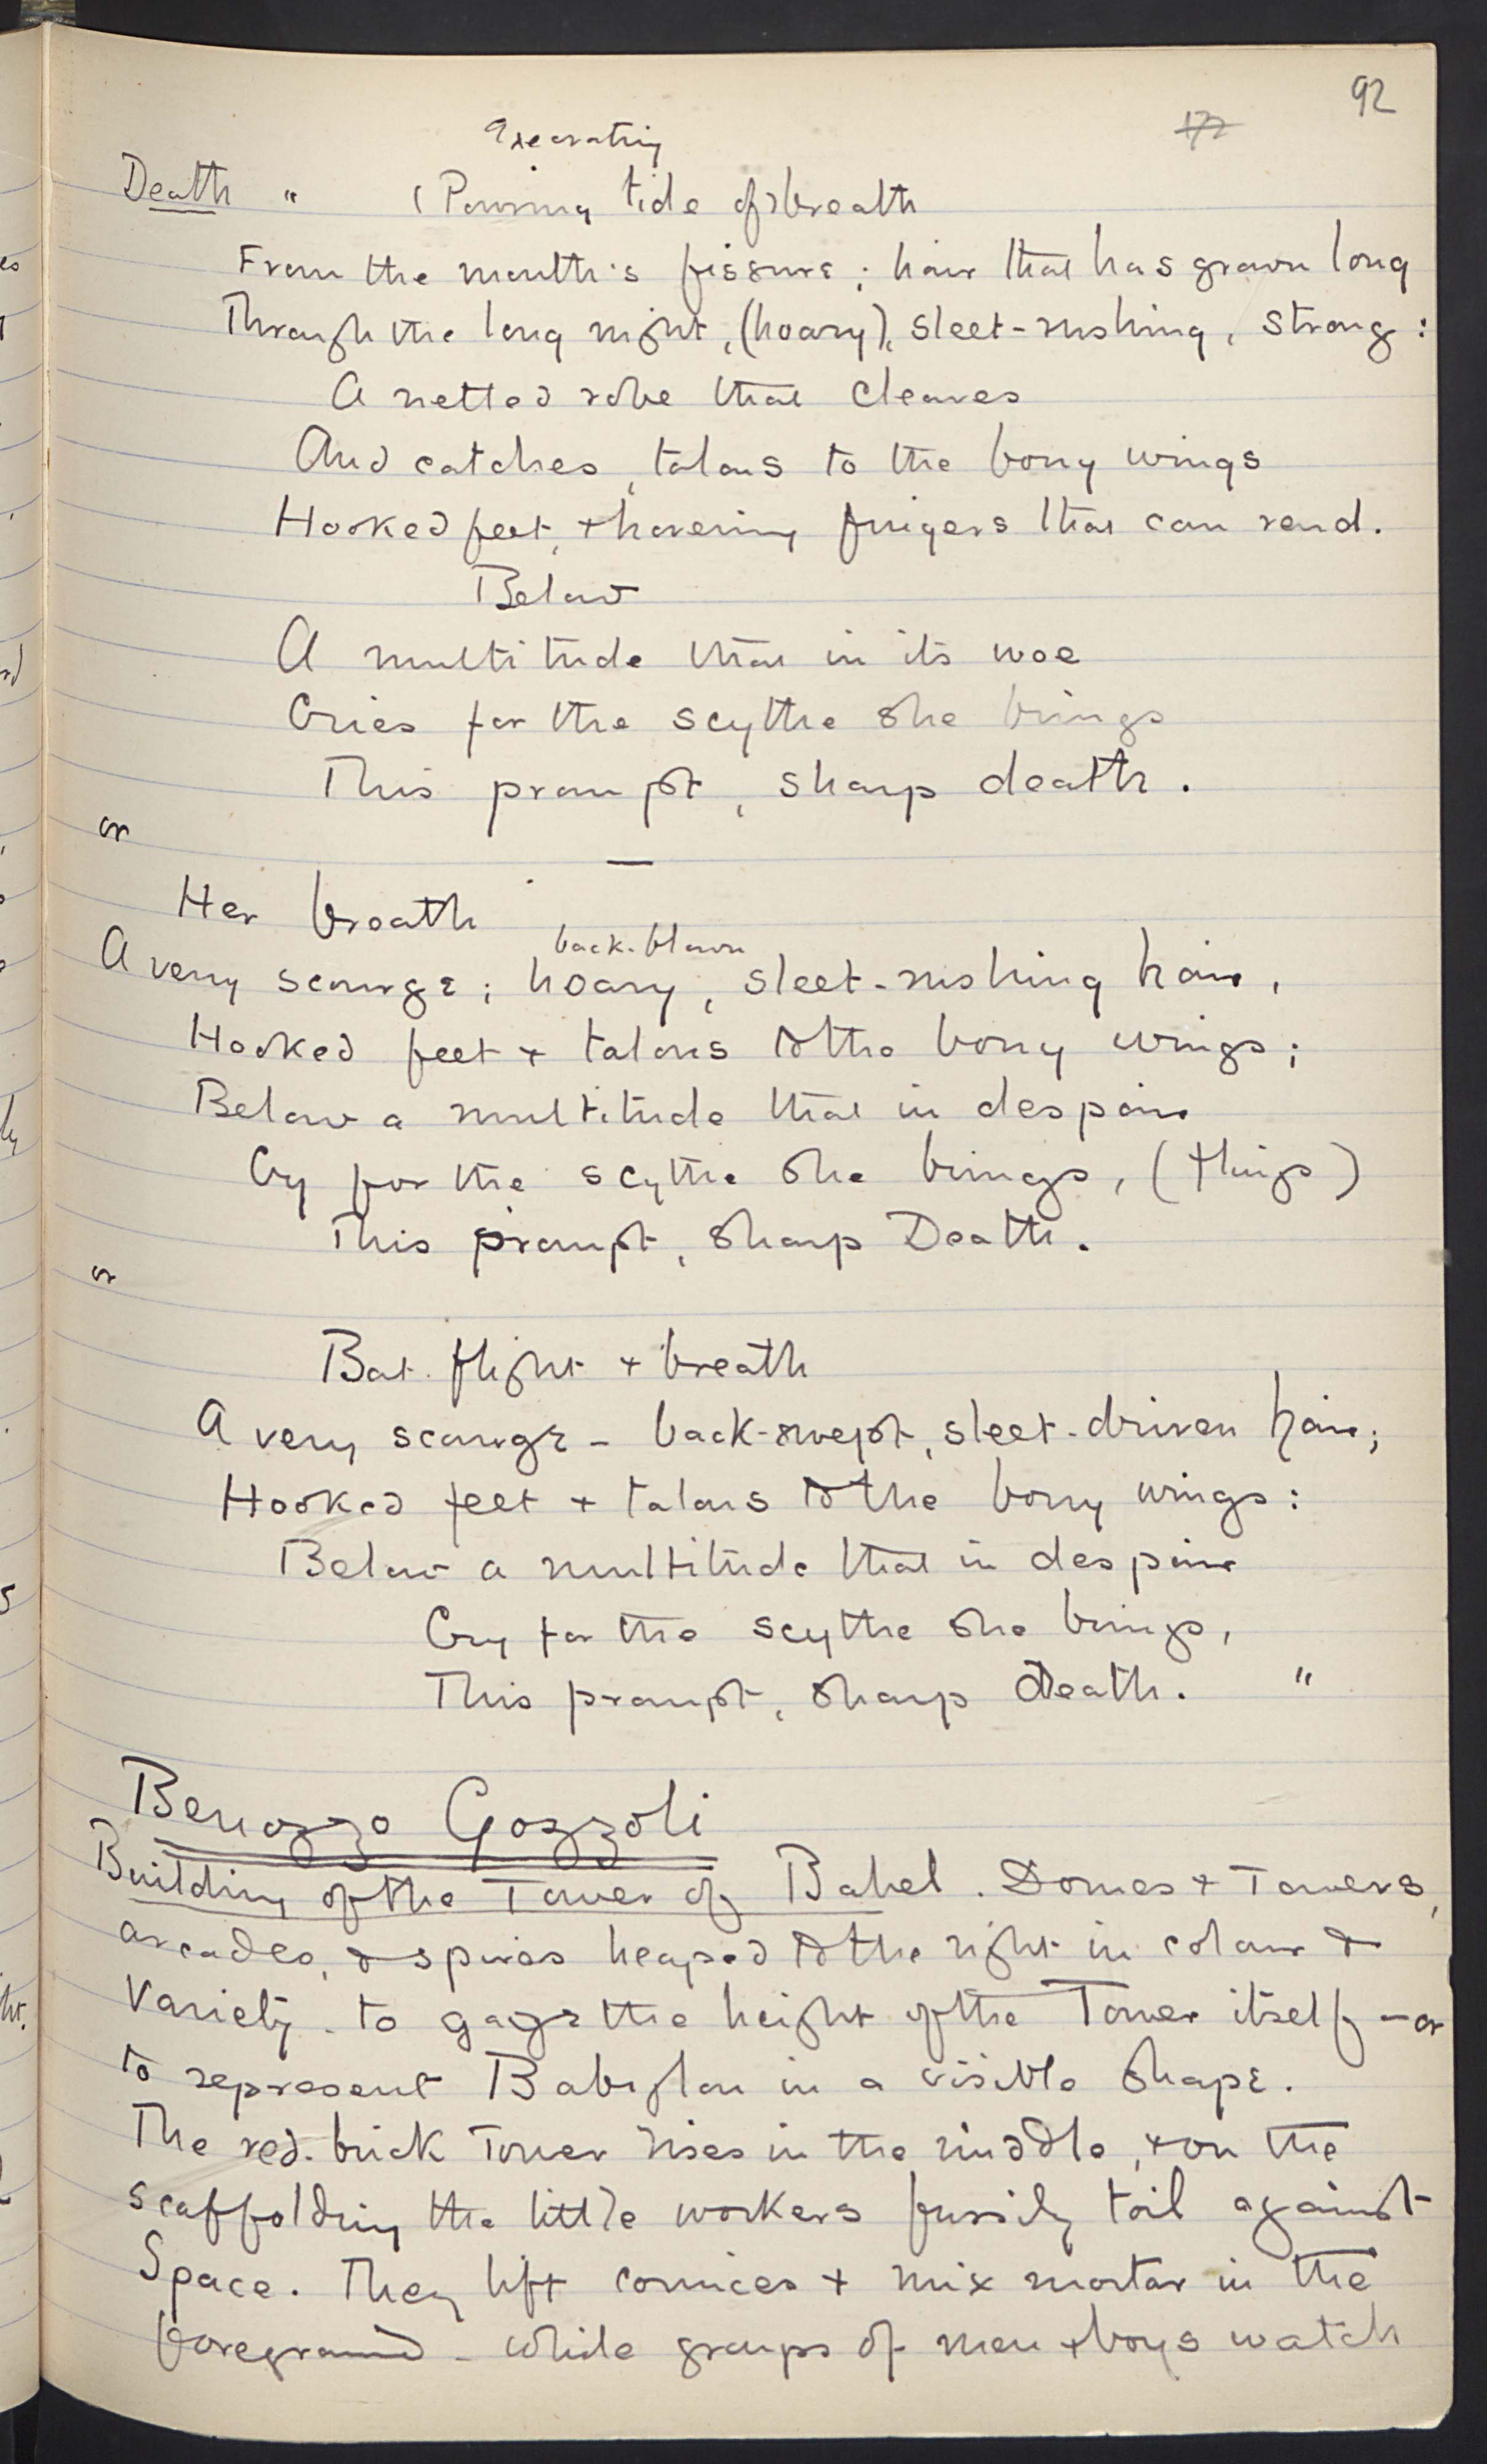 92
177
Execrating
Death " (Pouring tide of) breath
From the mouth's fissure; hair that has grown long
Through the long night, (hoary), sleet-rushing, strong:
A netted robe that cleaves
And catches, talons to the bony wings
Hooked feet, + hovering fingers that can rend.
Below
A multitude that in its woe
Cries for the scythe she brings
This prompt, sharp death.
or
Her breath
back-blown
A very scourge; hoary, sleet-rushing hair,
Hooked feet + talons to the bony wings;
Below a multitude that in despair
Cry for the scythe she brings, (things)
This prompt, sharp Death.
or
Bat-flight + breath
A very scourge - back-swept, sleet-driven hair;
Hooked feet + talons to the bony wings:
Below a multitude that in despair
Cry for the scythe she brings,
This prompt, sharp death. "
Benozzo Gozzoli
Building of the Tower of Babel. Domes + Towers,
arcades, & spires heaped to the right in colour &
variety - to gage the height of the Tower itself - or
to represent Babylon in a visible shape.
The red-brick Tower rises in the middle, + on the
scaffolding the little workers fussily toil against
Space. They lift cornices + mix mortar in the
foreground - while groups of men + boys watch